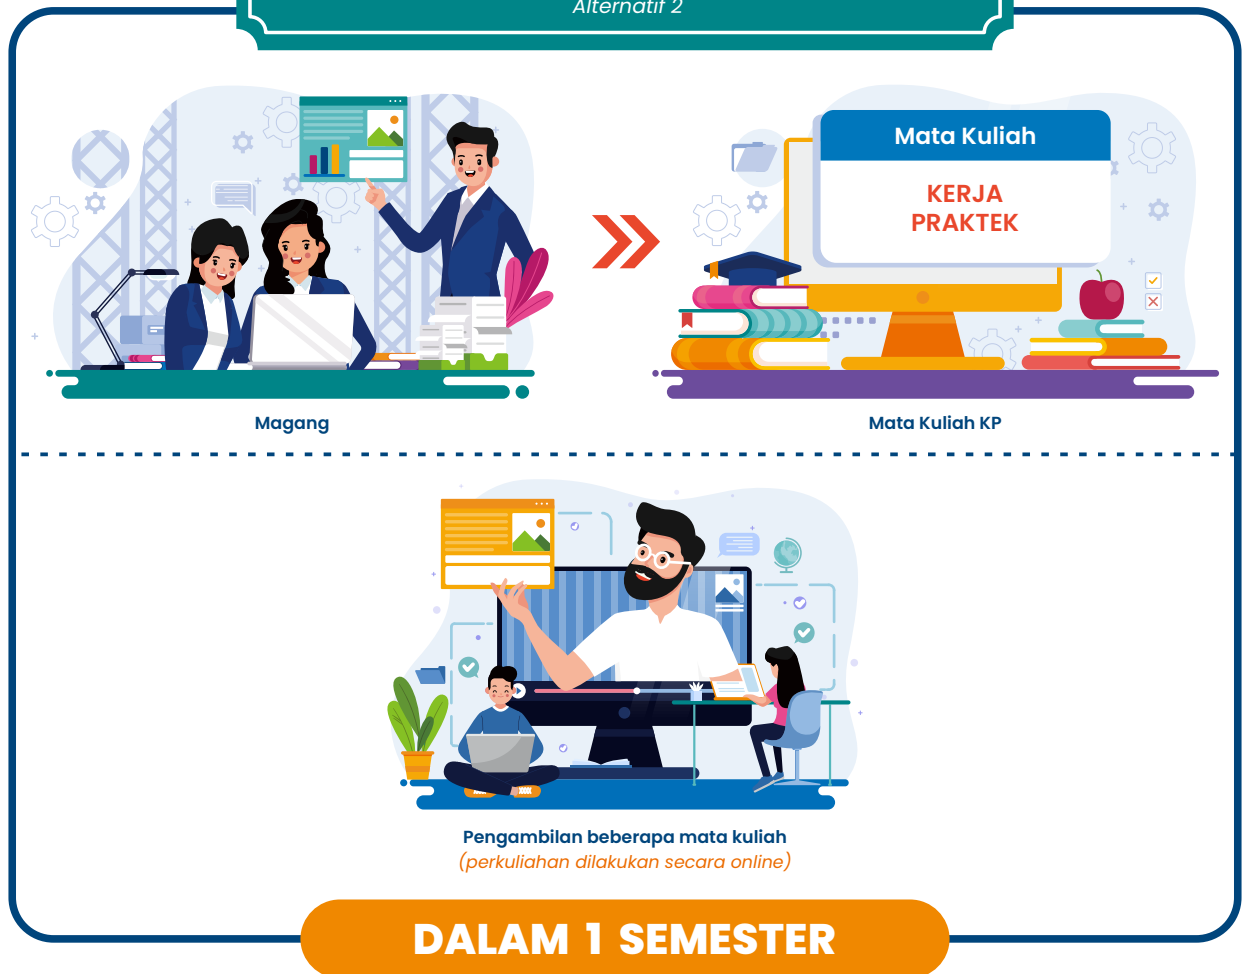 Alternatif 2
Mata Kuliah
KERJA
PRAKTEK
Magang
Mata Kuliah KP
Pengambilan beberapa mata kuliah
(perkuliahan dilakukan secara online)
DALAM 1 SEMESTER